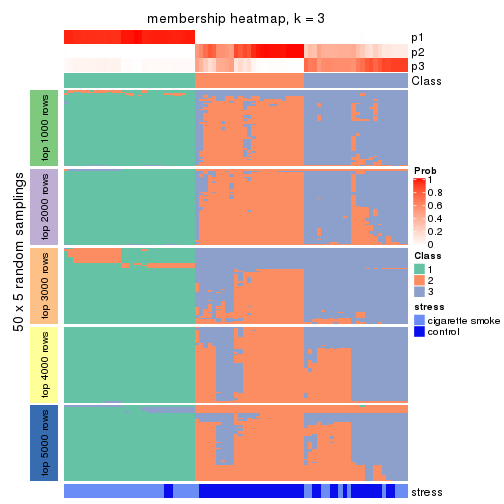 membership heatmap, k = 3
p1
p2
p3
Class
50 x 5 random samplings
top 1000 rows
top 2000 rows
top 3000 rows
top 4000 rows
top 5000 rows
Prob
1
0.8
0.6
0.4
0.2
0
Class
1
2
3
stress
cigarette smoke
control
stress